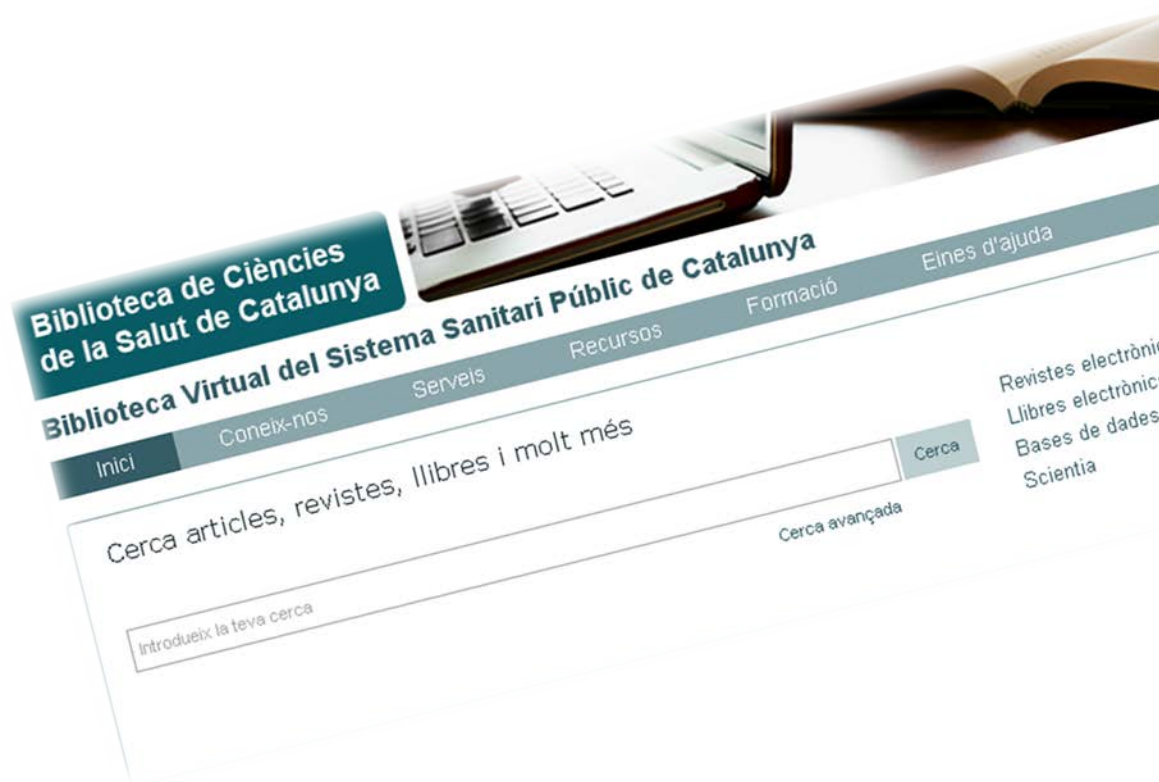 Biblioteca de Ciències
de la Salut de Catalunya
Biblioteca Virtual del Sistema Sanitari Públic de Catalunya
Inici
Coneix-nos
Serveis
Recursos
Formació
Eines d'ajuda
Cerca articles, revistes, llibres i molt més
Introdueix la teva cerca
Cerca
Cerca avançada
Revistes electrònic
Llibres electrònic
Bases de dades
Scientia